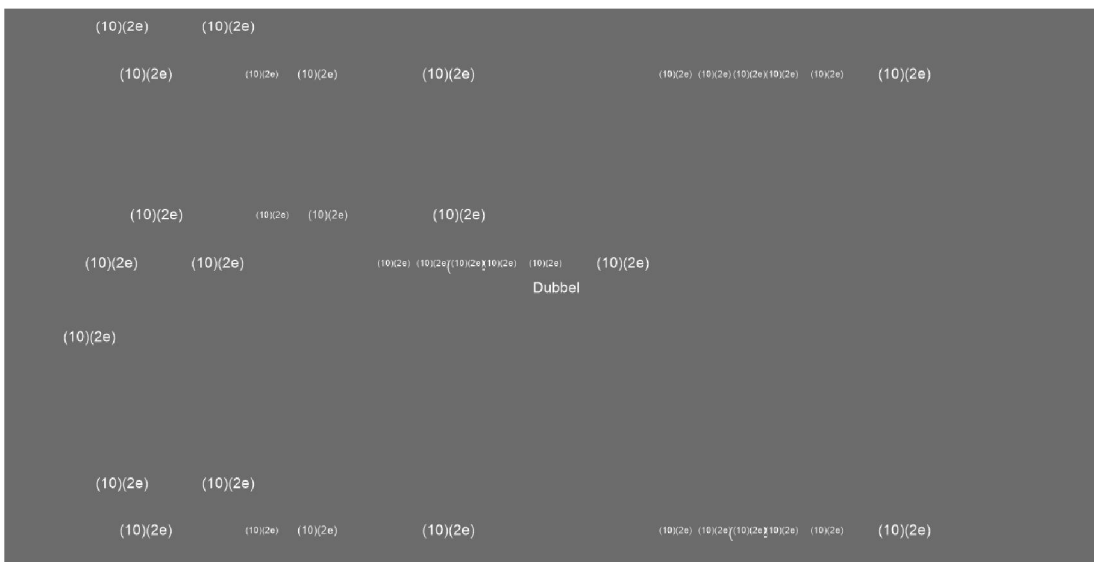 (10)(2e) (10)(2e)
(10)(2e) (10)(2e) (10)(2e) (10)(2e) (10)(2e) (10)(2e) (10)(2e) (10)(2e) (10)(2e) (10)(2e)
(10)(2e) (10)(2e) (10)(2e) (10)(2e)
(10)(2e) (10)(2e) (10)(2e) (10)(2e) (10)(2e) (10)(2e) (10)(2e) (10)(2e)
Dubbel
(10)(2e)
(10)(2e) (10)(2e)
(10)(2e) (10)(2e) (10)(2e) (10)(2e) (10)(2e) (10)(2e) (10)(2e) (10)(2e) (10)(2e) (10)(2e)